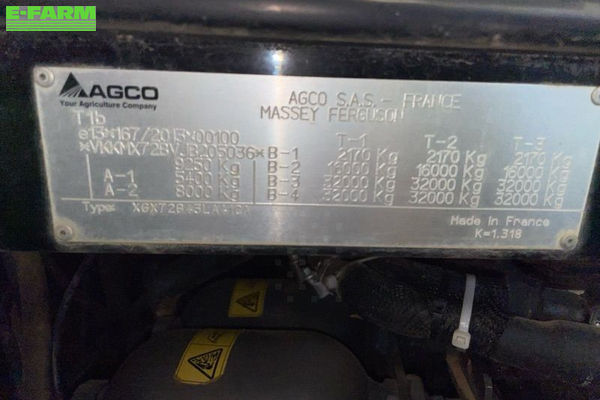 E-FARM
AGCO
Your Agriculture Company
AGCO S.A.S. - FRANCE
MASSEY FERGUSON
T1b
e13*167/2013*00100
*VKKMX72BVJB205036*
9250 Kg
A-1 5400 Kg
A-2 8000 Kg
T-1 T-2 T-3
B-1 2170 Kg 2170 Kg 2170 Kg
B-2 16000 Kg 16000 Kg 16000 Kg
B-3 32000 Kg 32000 Kg 32000 Kg
B-4 32000 Kg 32000 Kg 32000 Kg
Type:
Made in France
K=1.318